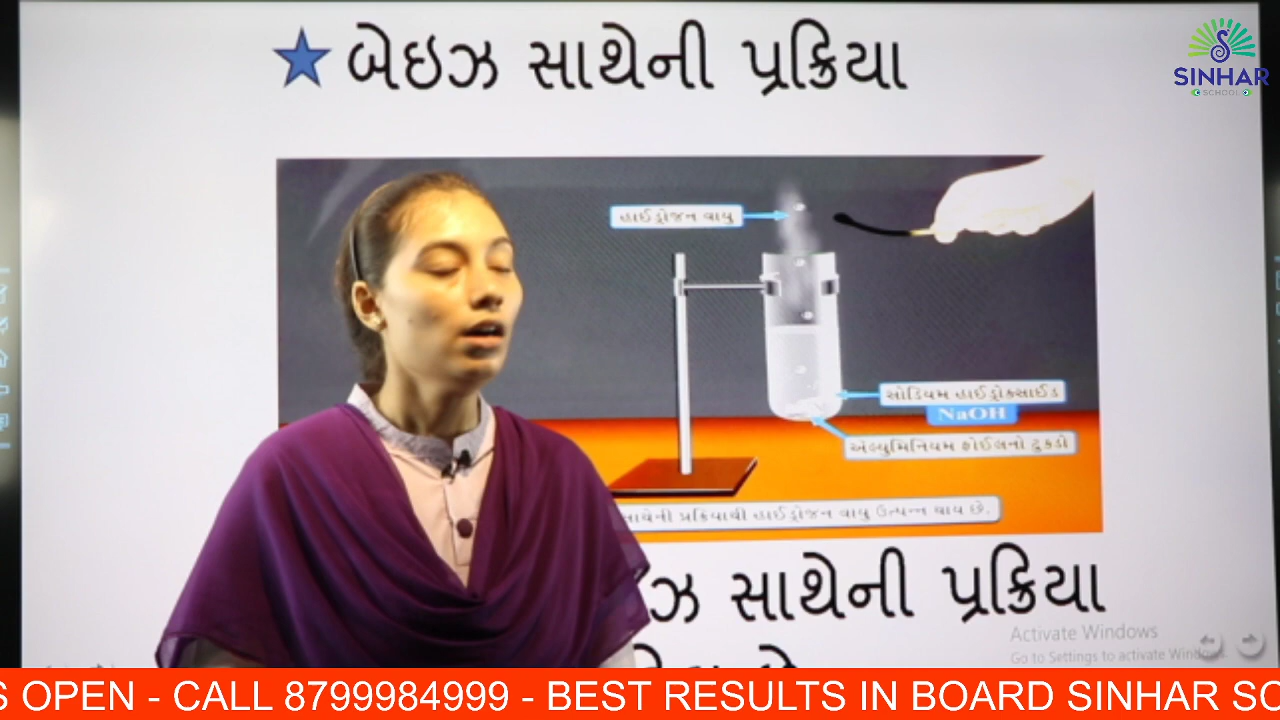 બેઇઝ સાથેની પ્રક્રિયા
SINHAR
SCHOOL
હાઈડ્રોજન વાયુ
સોડિયમ હાઈડ્રોક્સાઈડ
NaOH
એલ્યુમિનિયમ ફોઈલનો ટુકડો
સાથેની પ્રક્રિયાથી હાઈડ્રોજન વાયુ ઉત્પન્ન થાય છે.
ઝ સાથેની પ્રક્રિયા
Activate Windows
Go to Settings to activate Windows.
S OPEN - CALL 8799984999 - BEST RESULTS IN BOARD SINHAR SC